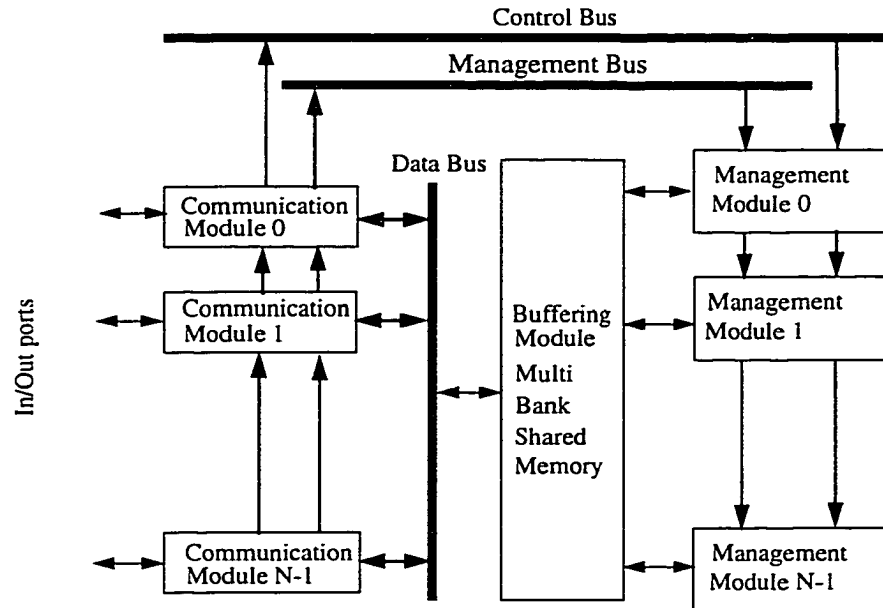 Control Bus
Management Bus
Data Bus
Communication
Module 0
Communication
Module 1
Communication
Module N-1
In/Out ports
Buffering
Module
Multi
Bank
Shared
Memory
Management
Module 0
Management
Module 1
Management
Module N-1